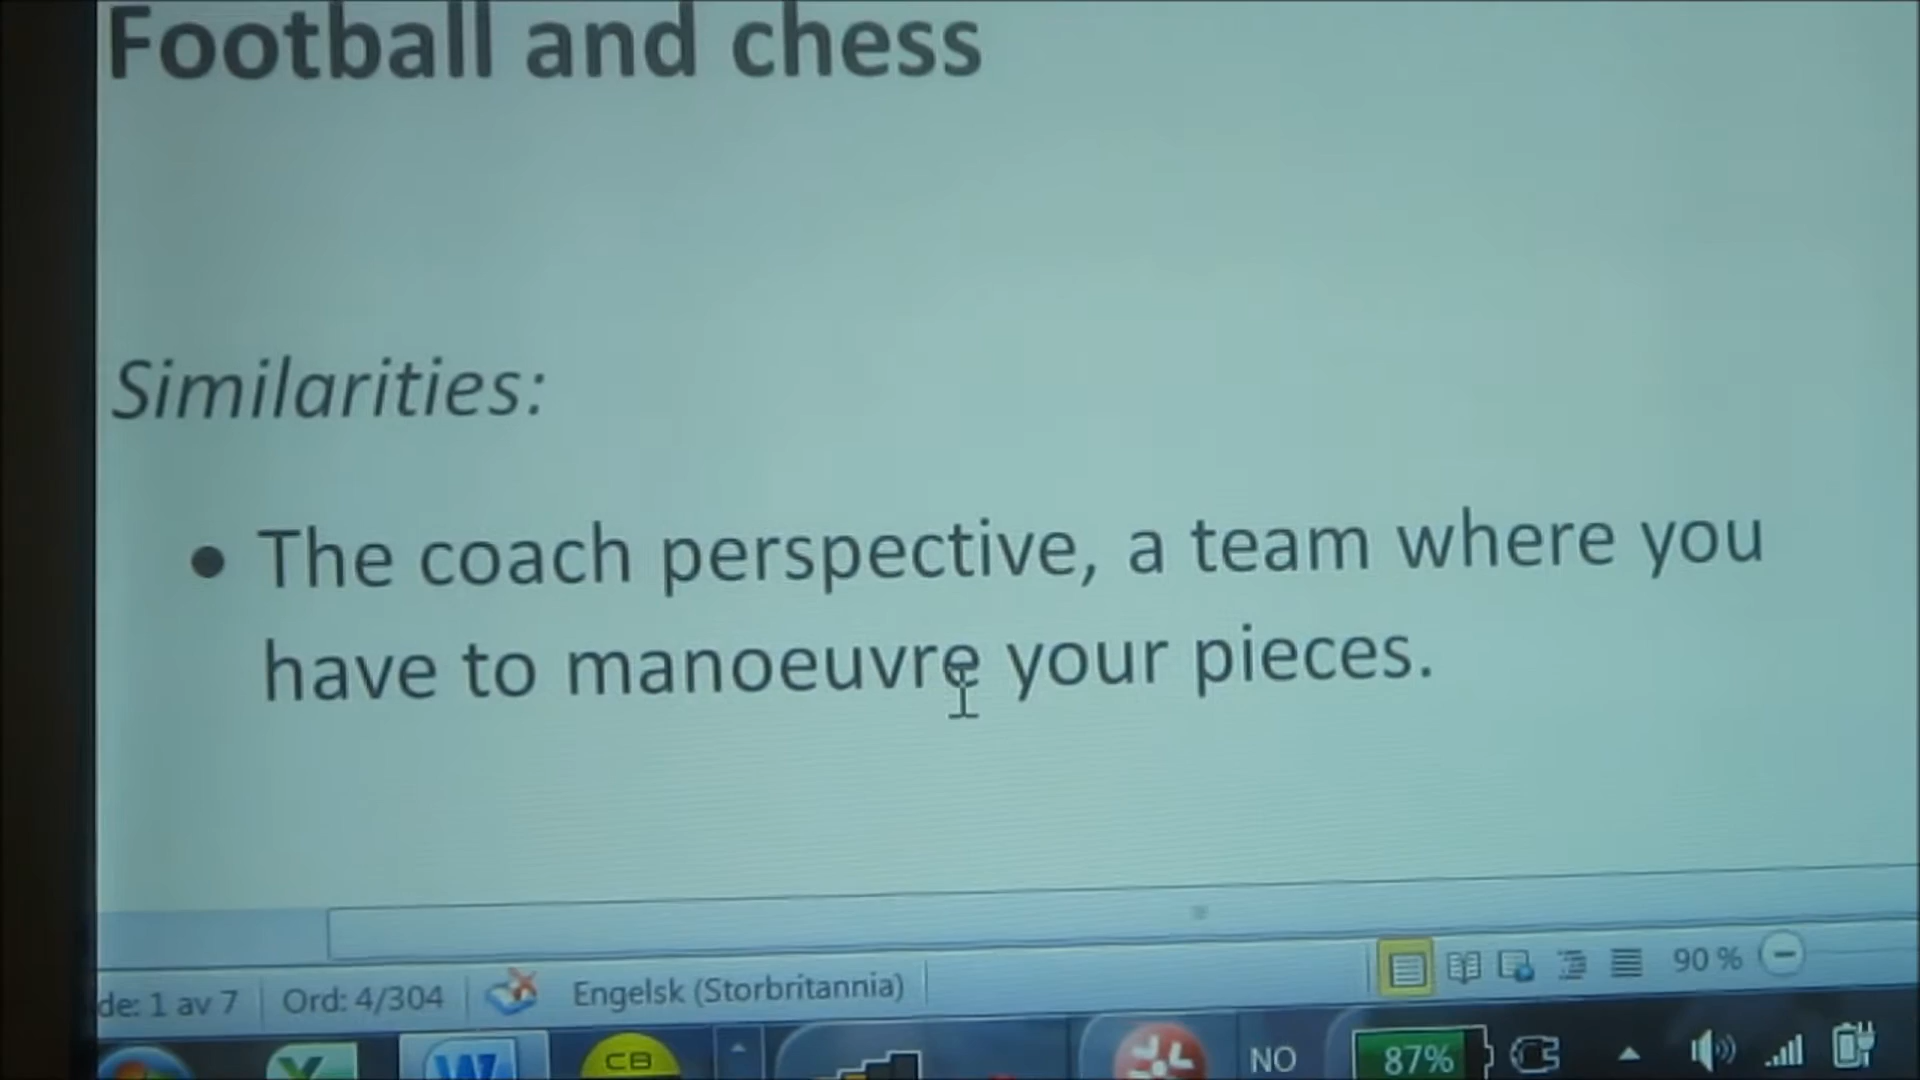 Football and chess
Similarities:
• The coach perspective, a team where you
have to manoeuvre your pieces.
de: 1 av 7 Ord: 4/304 Engelsk (Storbritannia) 90 %
CB NO 87%